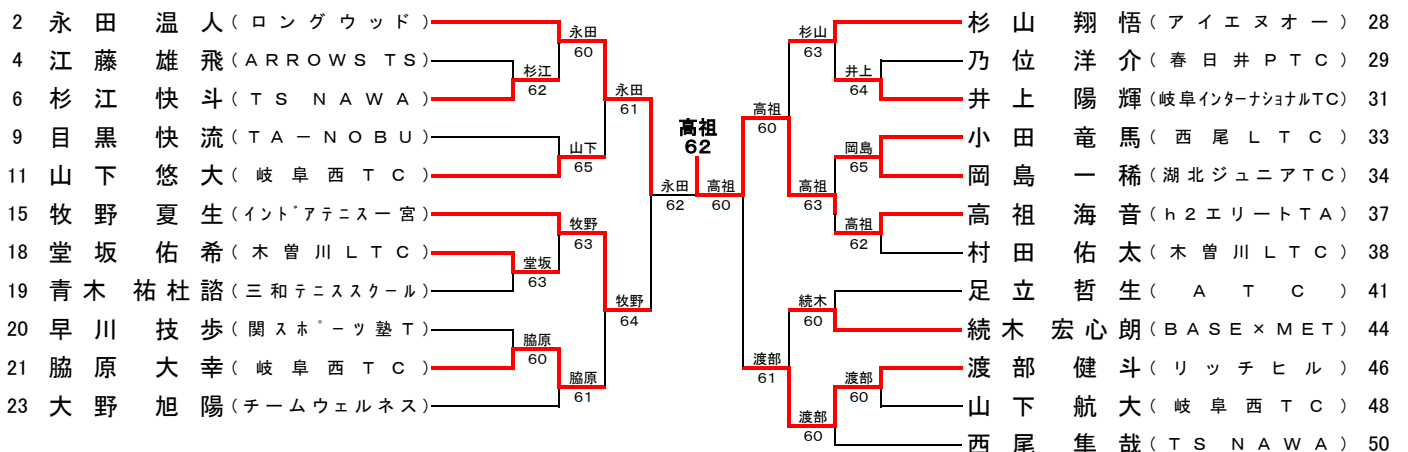 2 永田 温人(ロングウッド)
4 江藤 雄飛(ARROWS TS)
6 杉江 快斗(TS NAWA)
9 目黒 快流(TA-NOBU)
11 山下 悠大(岐阜西TC)
15 牧野 夏生(インドアテニス一宮)
18 堂坂 佑希(木曽川LTC)
19 青木 祐杜諮(三和テニススクール)
20 早川 技歩(関スポーツ塾T)
21 脇原 大幸(岐阜西TC)
23 大野 旭陽(チームウェルネス)
永田
60
杉江
62
永田
61
山下
65
牧野
63
堂坂
63
牧野
64
脇原
60
脇原
61
永田
62
高祖
62
高祖
60
杉山
63
井上
64
高祖
60
岡島
65
高祖
63
高祖
62
続木
60
渡部
61
渡部
60
渡部
60
杉山 翔悟(アイエヌオー) 28
乃位 洋介(春日井PTC) 29
井上 陽輝(岐阜インターナショナルTC) 31
小田 竜馬(西尾LTC) 33
岡島 一稀(湖北ジュニアTC) 34
高祖 海音(h2エリートTA) 37
村田 佑太(木曽川LTC) 38
足立 哲生(ATC) 41
続木 宏心朗(BASE×MET) 44
渡部 健斗(リッチヒル) 46
山下 航大(岐阜西TC) 48
西尾 隼哉(TS NAWA) 50